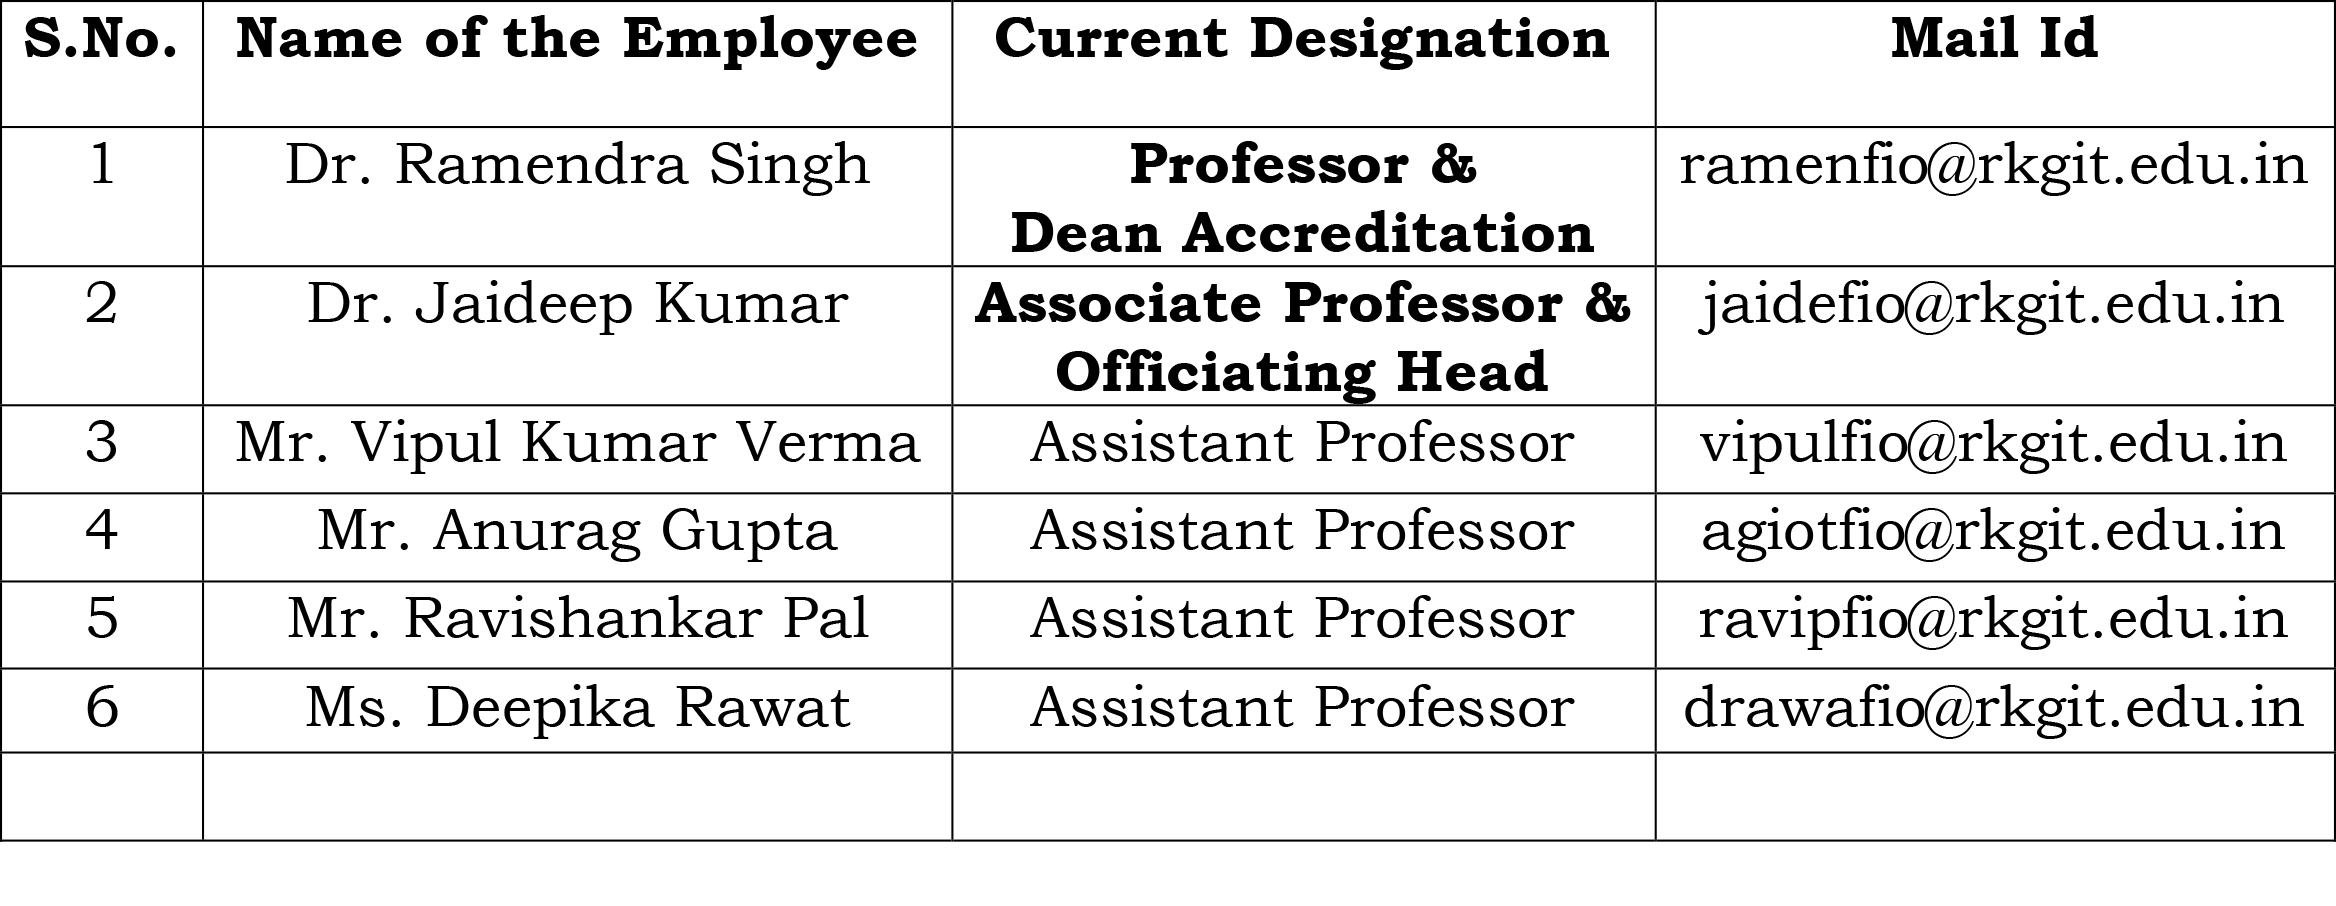 S.No. Name of the Employee Current Designation Mail Id
1 Dr. Ramendra Singh Professor & ramenfio@rkgit.edu.in
Dean Accreditation
2 Dr. Jaideep Kumar Associate Professor & jaidefio@rkgit.edu.in
Officiating Head
3 Mr. Vipul Kumar Verma Assistant Professor vipulfio@rkgit.edu.in
4 Mr. Anurag Gupta Assistant Professor agiotfio@rkgit.edu.in
5 Mr. Ravishankar Pal Assistant Professor ravipfio@rkgit.edu.in
6 Ms. Deepika Rawat Assistant Professor drawafio@rkgit.edu.in